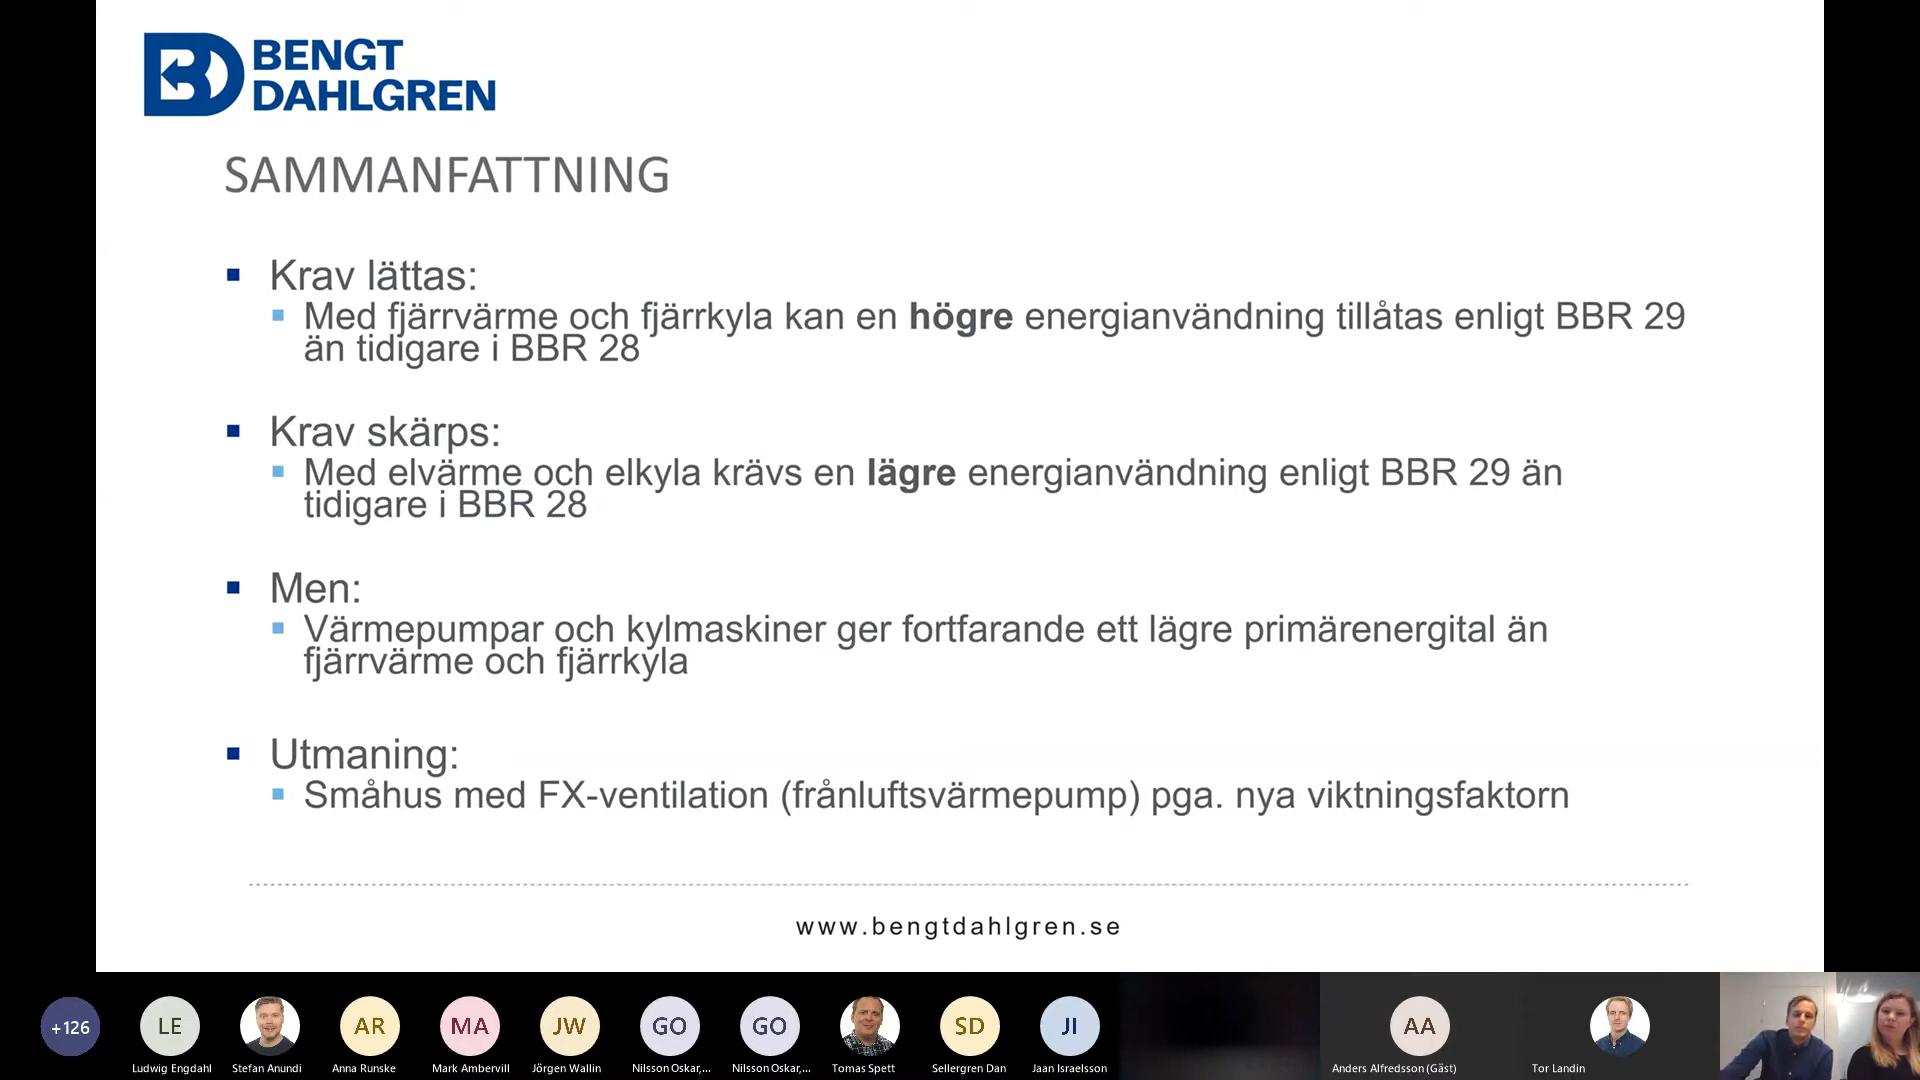 BENGT
DAHLGREN
SAMMANFATTNING
Krav lättas:
Med fjärrvärme och fjärrkyla kan en högre energianvändning tillåtas enligt BBR 29
än tidigare i BBR 28
Krav skärps:
Med elvärme och elkyla krävs en lägre energianvändning enligt BBR 29 än
tidigare i BBR 28
Men:
Värmepumpar och kylmaskiner ger fortfarande ett lägre primärenergital än
fjärrvärme och fjärrkyla
Utmaning:
Småhus med FX-ventilation (frånluftsvärmepump) pga. nya viktningsfaktorn
www.bengtdahlgren.se
+126 LE AR MA JW GO GO SD JI AA
Ludwig Engdahl Stefan Anundi Anna Runske Mark Ambervill Jörgen Wallin Nilsson Oskar,... Nilsson Oskar,... Tomas Spett Sellergren Dan Jaan Israelsson Anders Alfredsson (Gäst) Tor Landin